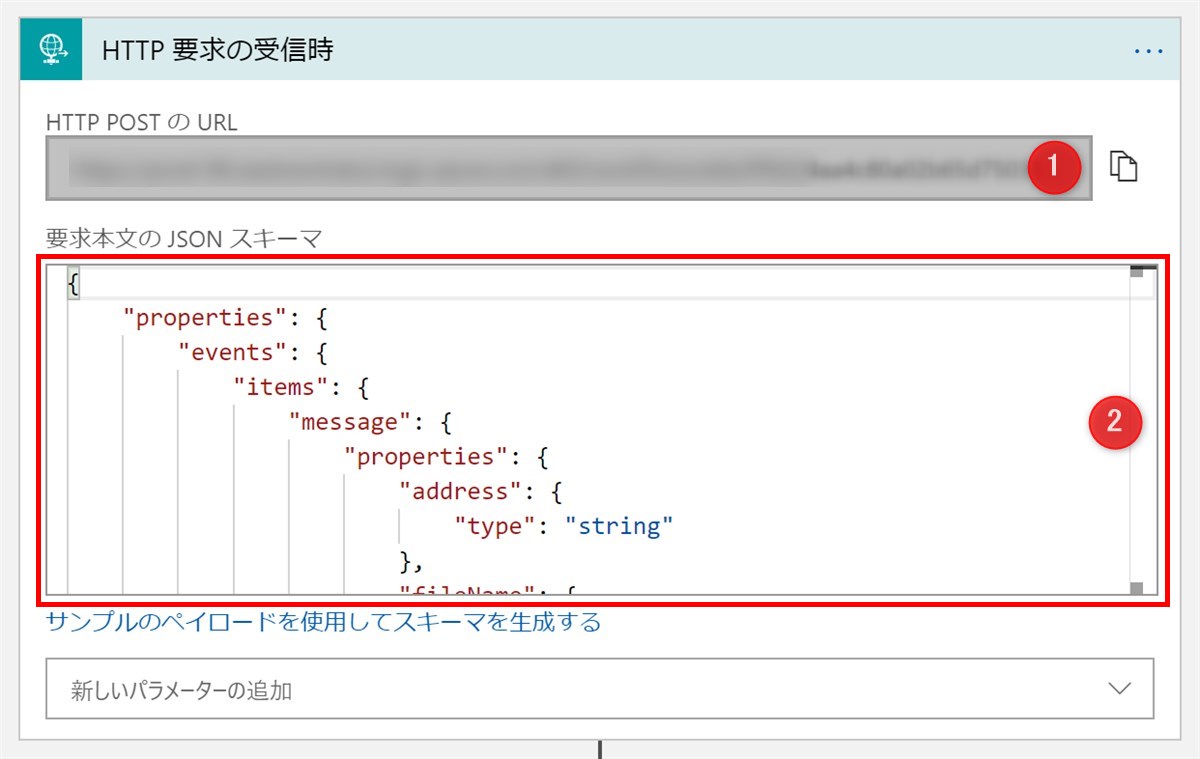 HTTP 要求の受信時
...
HTTP POST の URL
1
要求本文の JSON スキーマ
{
"properties": {
"events": {
"items": {
"message": {
"properties": {
"address": {
"type": "string"
},
"fileName": {
2
サンプルのペイロードを使用してスキーマを生成する
新しいパラメーターの追加